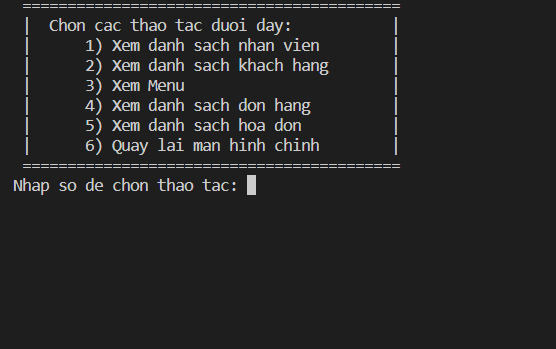 ==========================================
|  Chon cac thao tac duoi day:           |
|      1) Xem danh sach nhan vien        |
|      2) Xem danh sach khach hang       |
|      3) Xem Menu                       |
|      4) Xem danh sach don hang         |
|      5) Xem danh sach hoa don          |
|      6) Quay lai man hinh chinh        |
==========================================
Nhap so de chon thao tac: